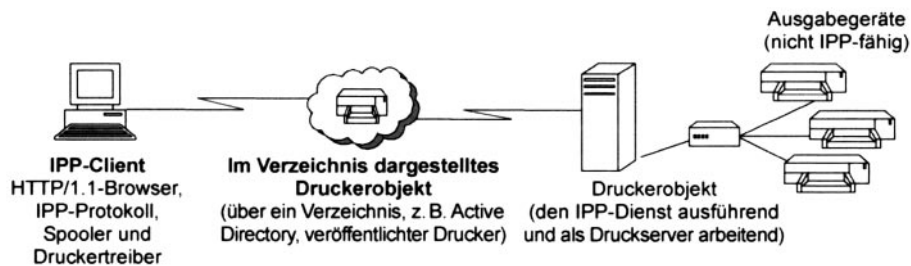 Ausgabegeräte
(nicht IPP-fähig)
IPP-Client
HTTP/1.1-Browser,
IPP-Protokoll,
Spooler und
Druckertreiber
Im Verzeichnis dargestelltes
Druckerobjekt
(über ein Verzeichnis, z. B. Active
Directory, veröffentlichter Drucker)
Druckerobjekt
(den IPP-Dienst ausführend
und als Druckserver arbeitend)